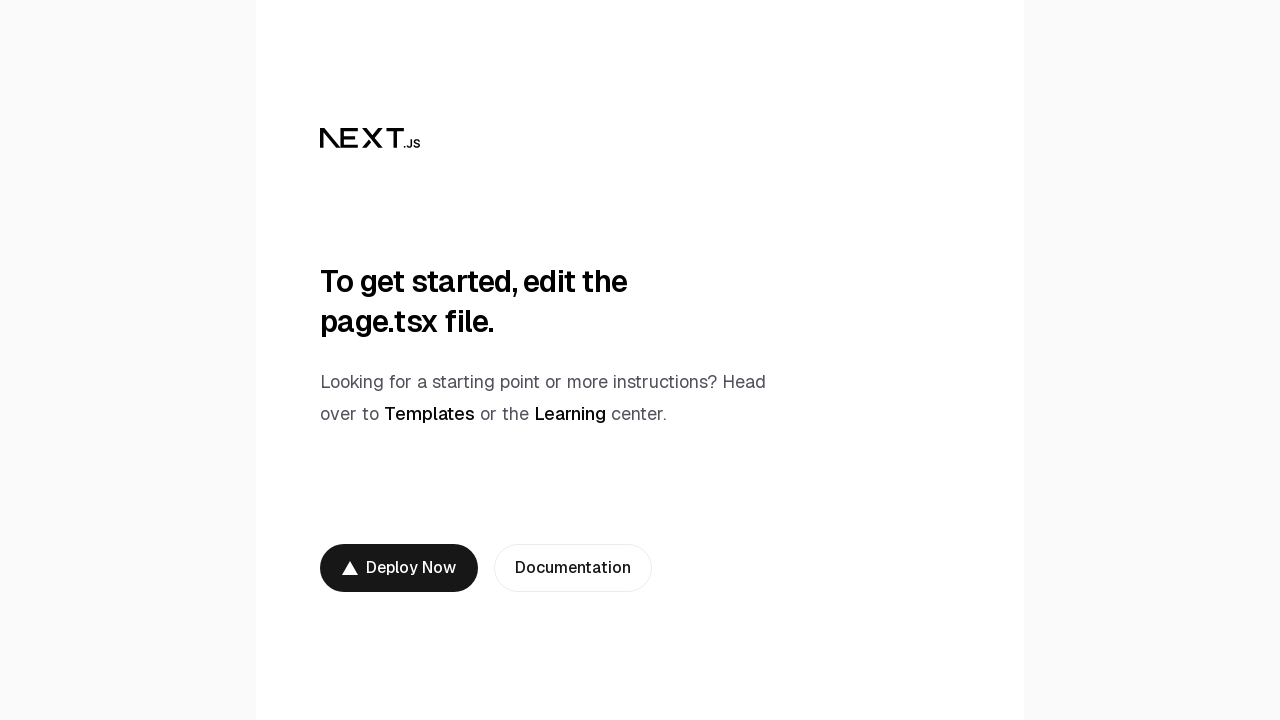 NEXT.JS
To get started, edit the
page.tsx file.
Looking for a starting point or more instructions? Head
over to Templates or the Learning center.
Deploy Now
Documentation